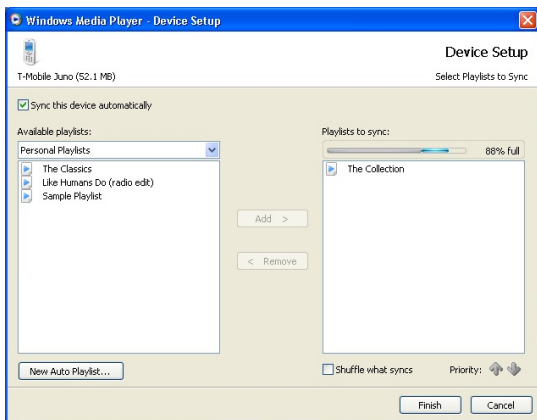 Windows Media Player - Device Setup
Device Setup
T-Mobile Juno (52.1 MB)
Select Playlists to Sync
Sync this device automatically
Available playlists:
Personal Playlists
The Classics
Like Humans Do (radio edit)
Sample Playlist
Add >
< Remove
Playlists to sync:
88% full
The Collection
New Auto Playlist...
Shuffle what syncs
Priority:
Finish
Cancel